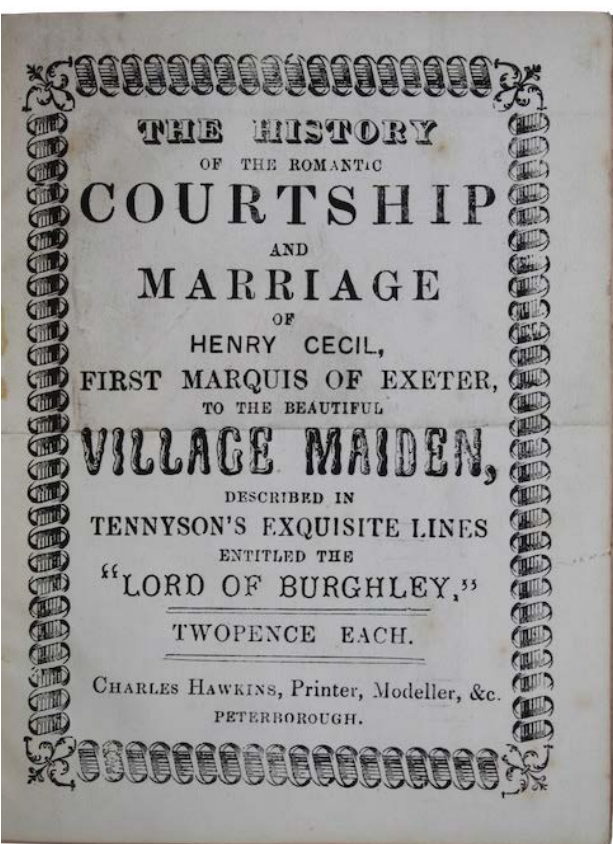 THE HISTORY
OF THE ROMANTIC
COURTSHIP
AND
MARRIAGE
OF
HENRY CECIL,
FIRST MARQUIS OF EXETER,
TO THE BEAUTIFUL
VILLAGE MAIDEN,
DESCRIBED IN
TENNYSON'S EXQUISITE LINES
ENTITLED THE
“LORD OF BURGHLEY,”
TWOPENCE EACH.
CHARLES HAWKINS, Printer, Modeller, &c.
PETERBOROUGH.